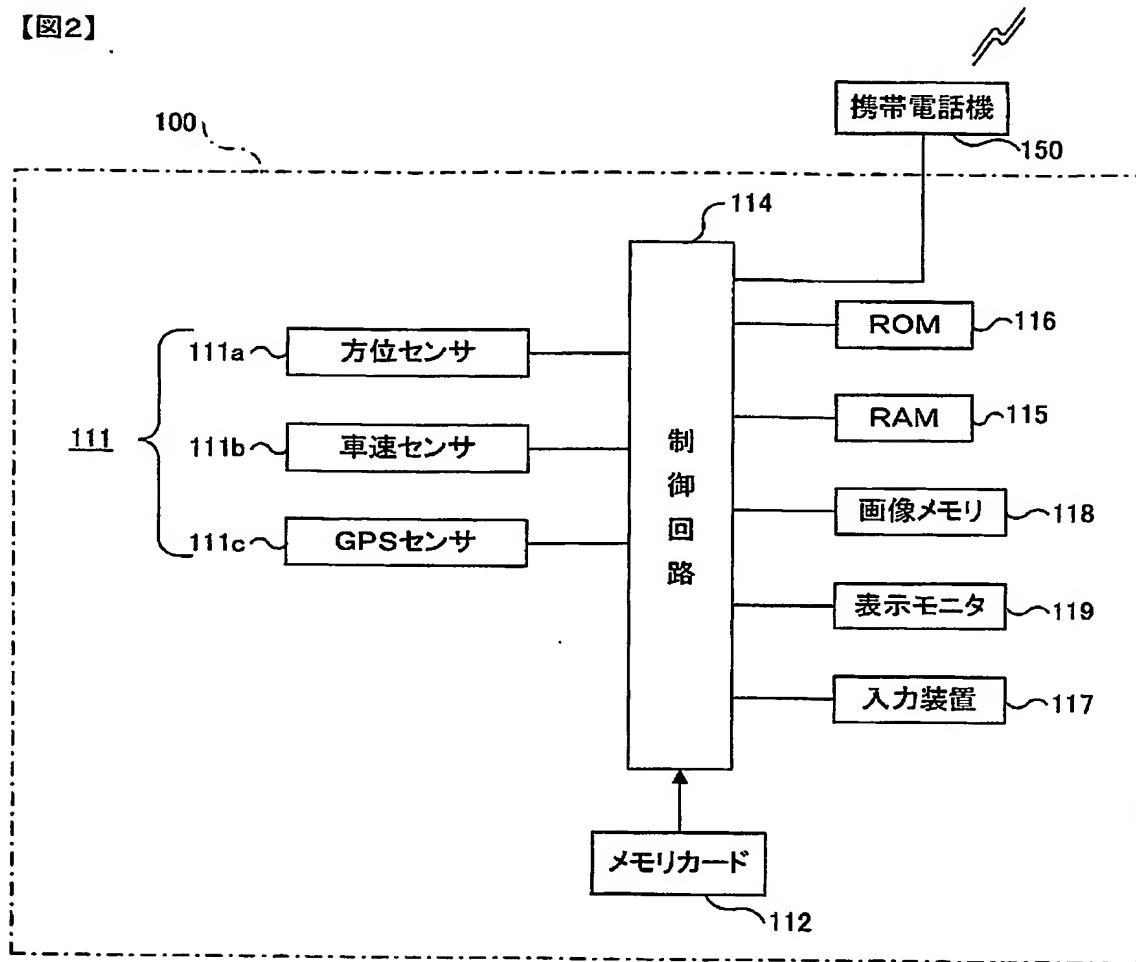 【図2】
携帯電話機
150
100
114
ROM
116
111a
方位センサ
RAM
115
111
111b
車速センサ
制御回路
画像メモリ
118
111c
GPSセンサ
表示モニタ
119
入力装置
117
メモリカード
112